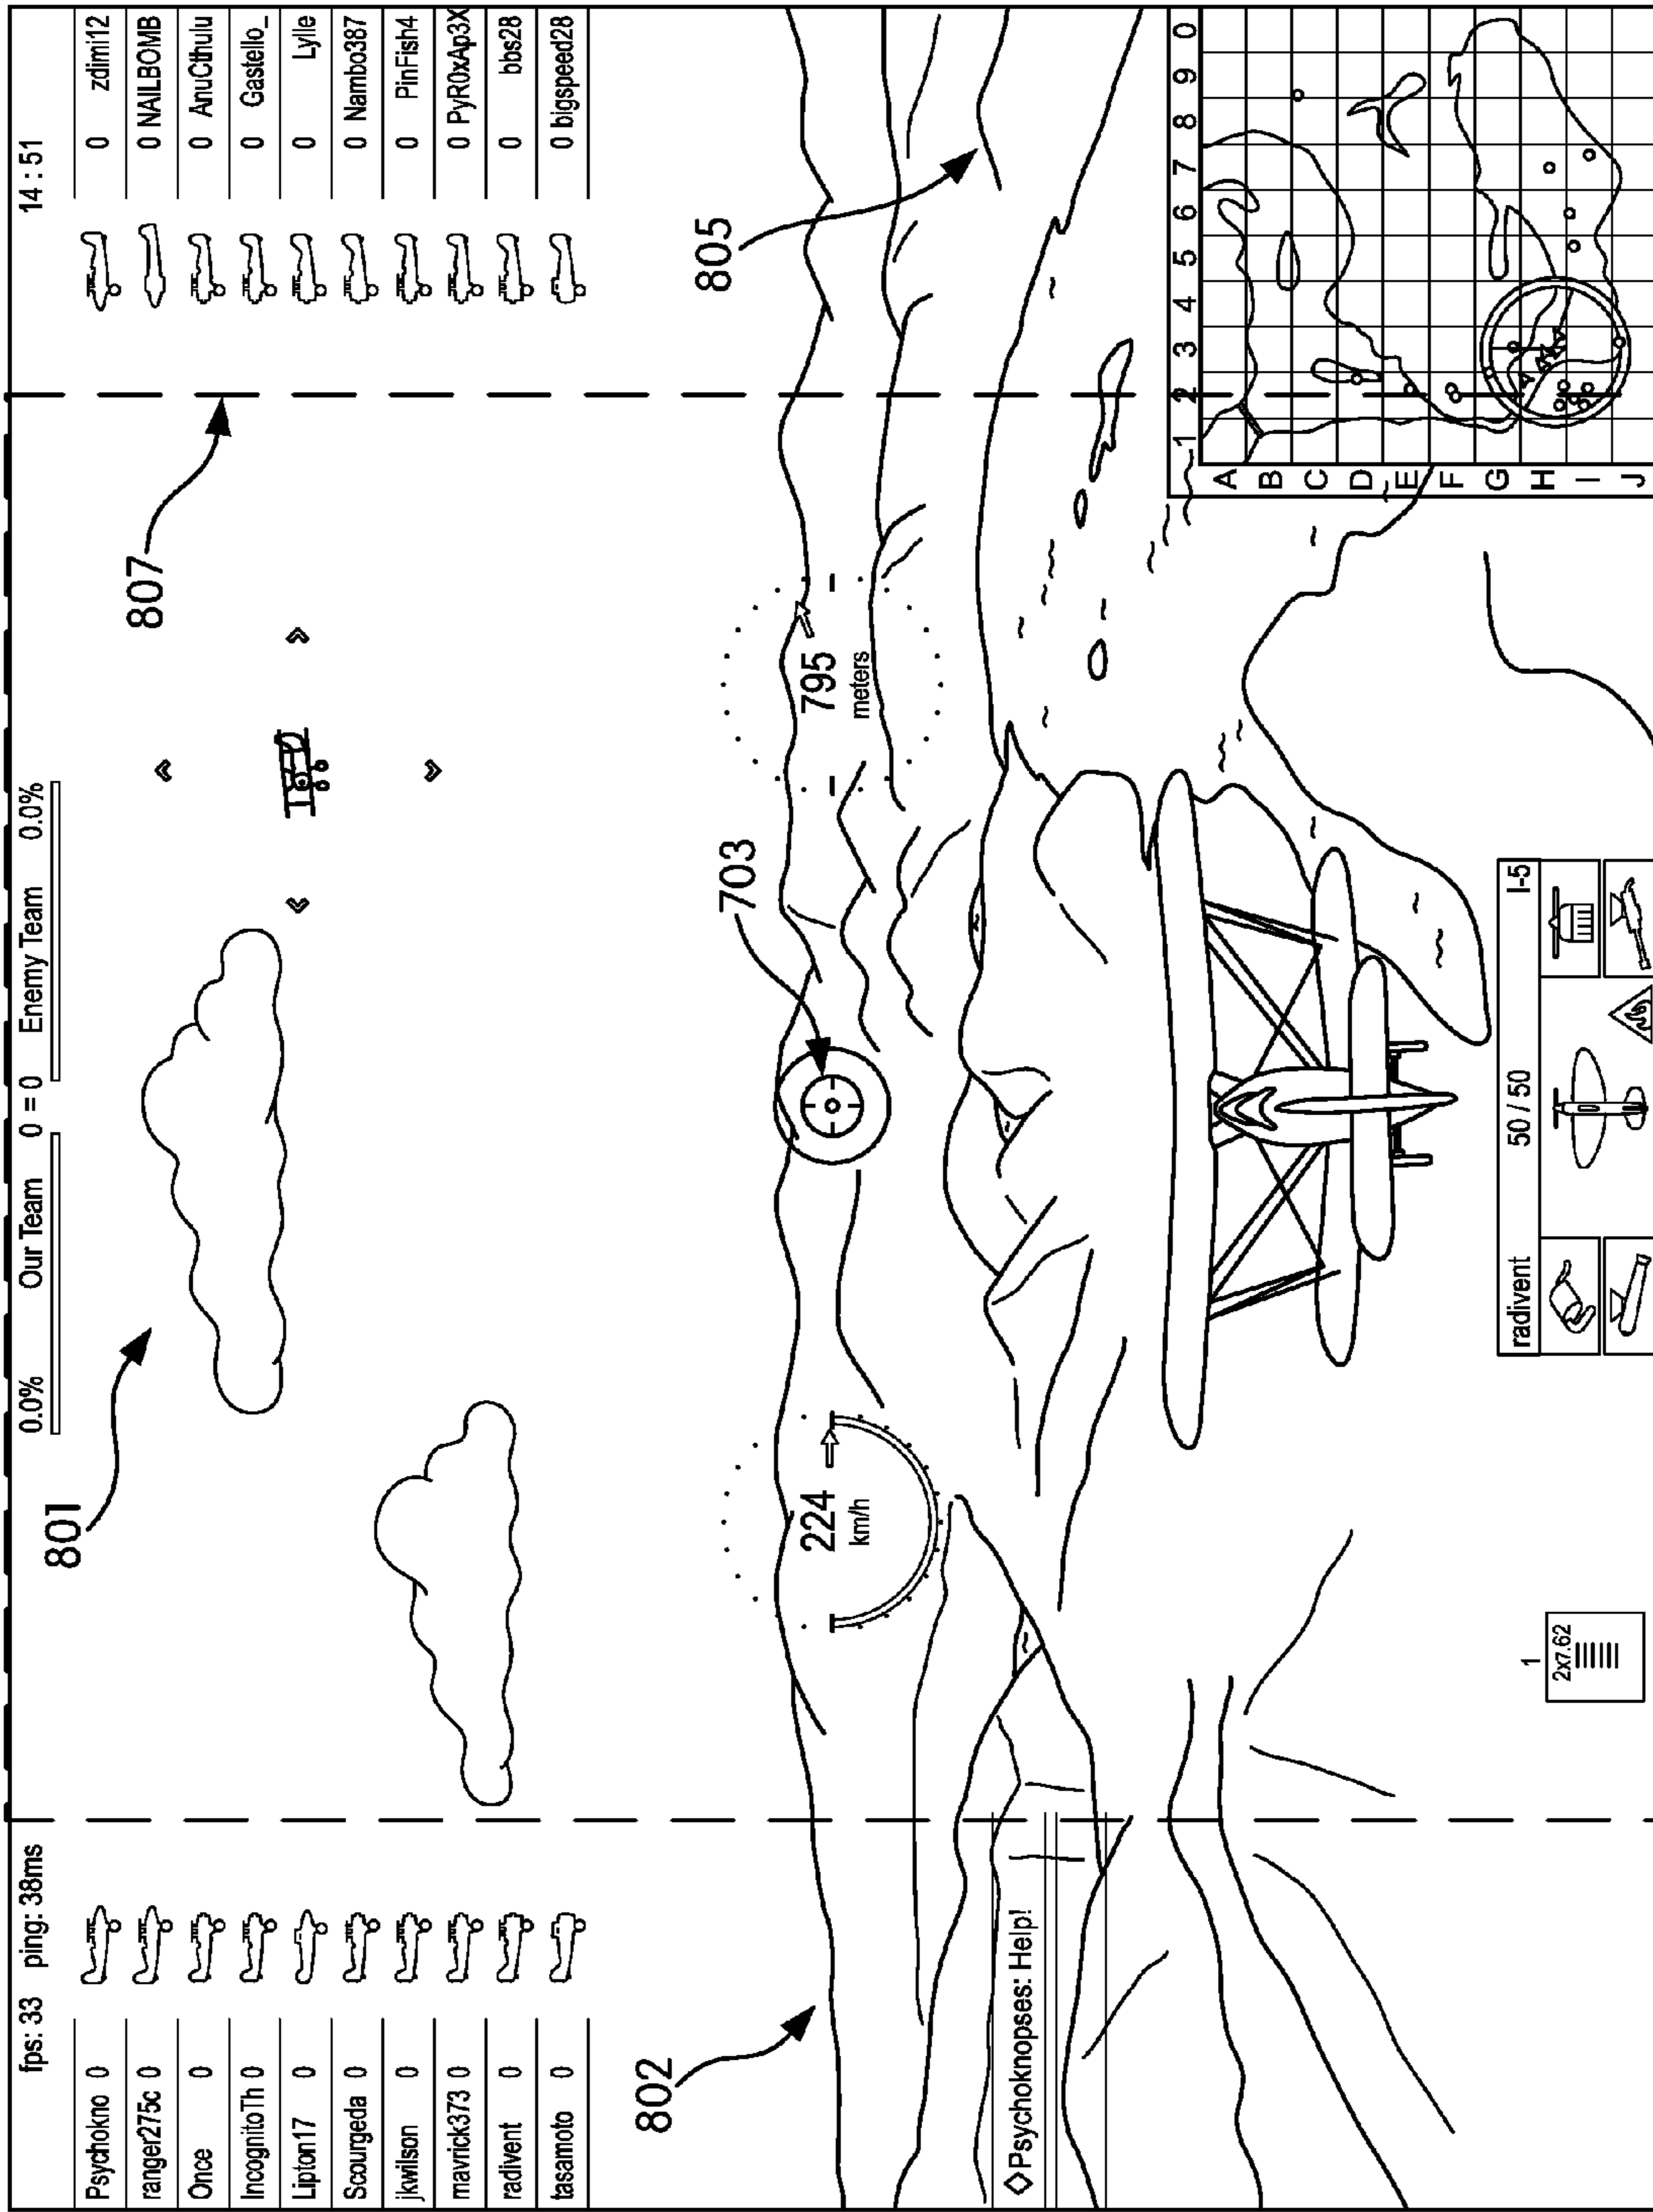 fps: 33 ping: 38ms
0.0% Our Team 0 = 0 Enemy Team 0.0%
14 : 51
Psychokno 0
ranger275c 0
Once 0
IncognitoTh 0
Lipton17 0
Scourgeda 0
jkwilson 0
mavrick373 0
radivent 0
tasamoto 0
0 zdimi12
0 NAILBOMB
0 AnuCthulu
0 Gastello_
0 Lylle
0 Nambo387
0 PinFish4
0 PyR0xAp3X
0 bbs28
0 bigspeed28
801
807
802
703
805
224
km/h
795
meters
Psychoknopses: Help!
1 2 3 4 5 6 7 8 9 0
A
B
C
D
E
F
G
H
I
J
1
2x7.62
radivent 50 / 50 I-5